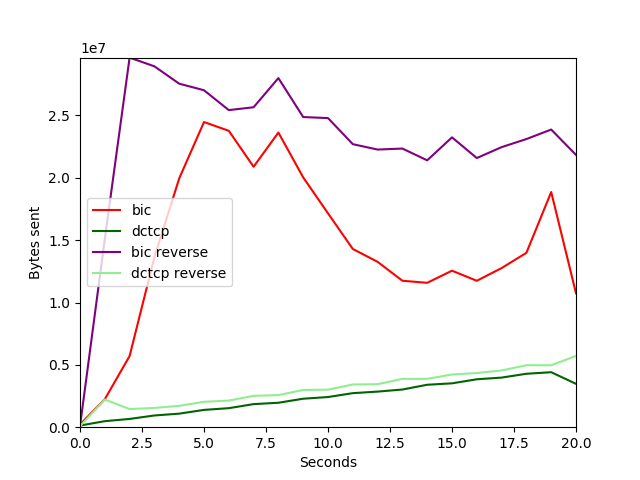 1e7
2.5
2.0
1.5
1.0
0.5
0.0
Bytes sent
bic
dctcp
bic reverse
dctcp reverse
0.0 2.5 5.0 7.5 10.0 12.5 15.0 17.5 20.0
Seconds